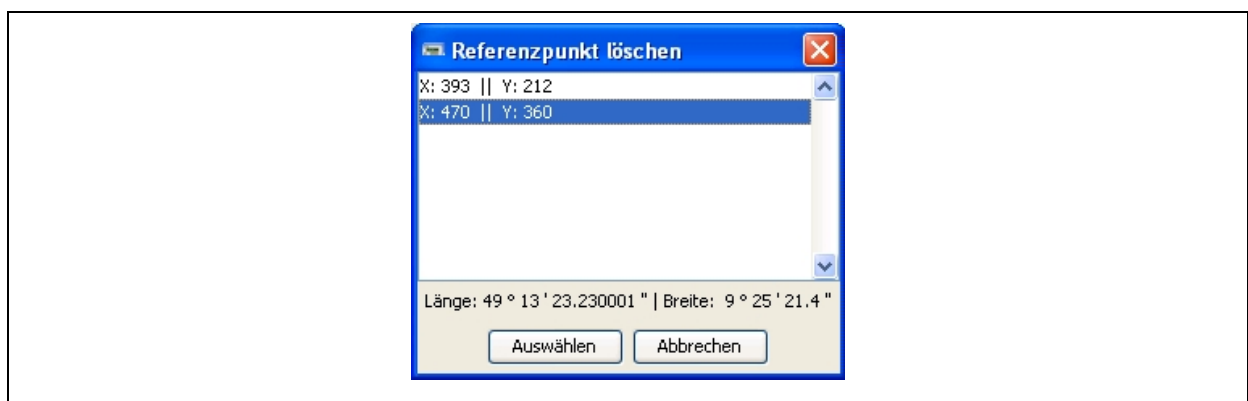 Referenzpunkt löschen
X: 393 || Y: 212
X: 470 || Y: 360
Länge: 49 ° 13 ' 23.230001 " | Breite: 9 ° 25 ' 21.4 "
Auswählen Abbrechen